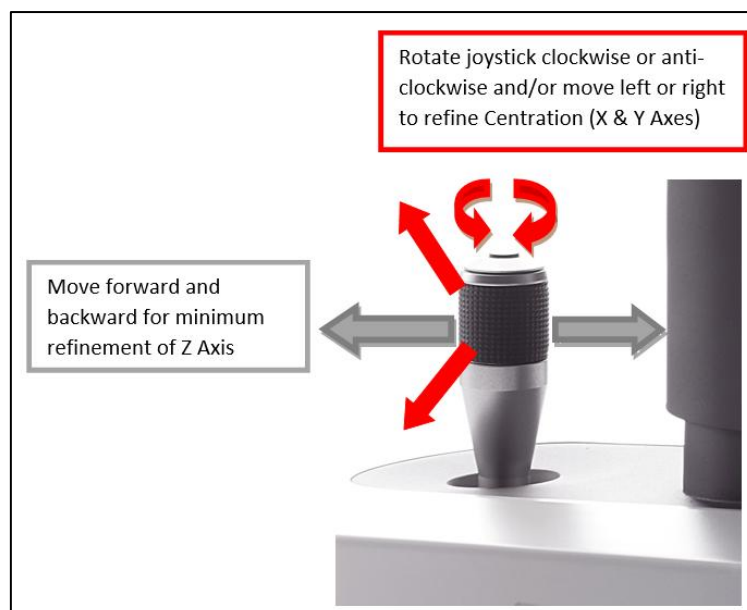 Rotate joystick clockwise or anti-
clockwise and/or move left or right
to refine Centration (X & Y Axes)
Move forward and
backward for minimum
refinement of Z Axis